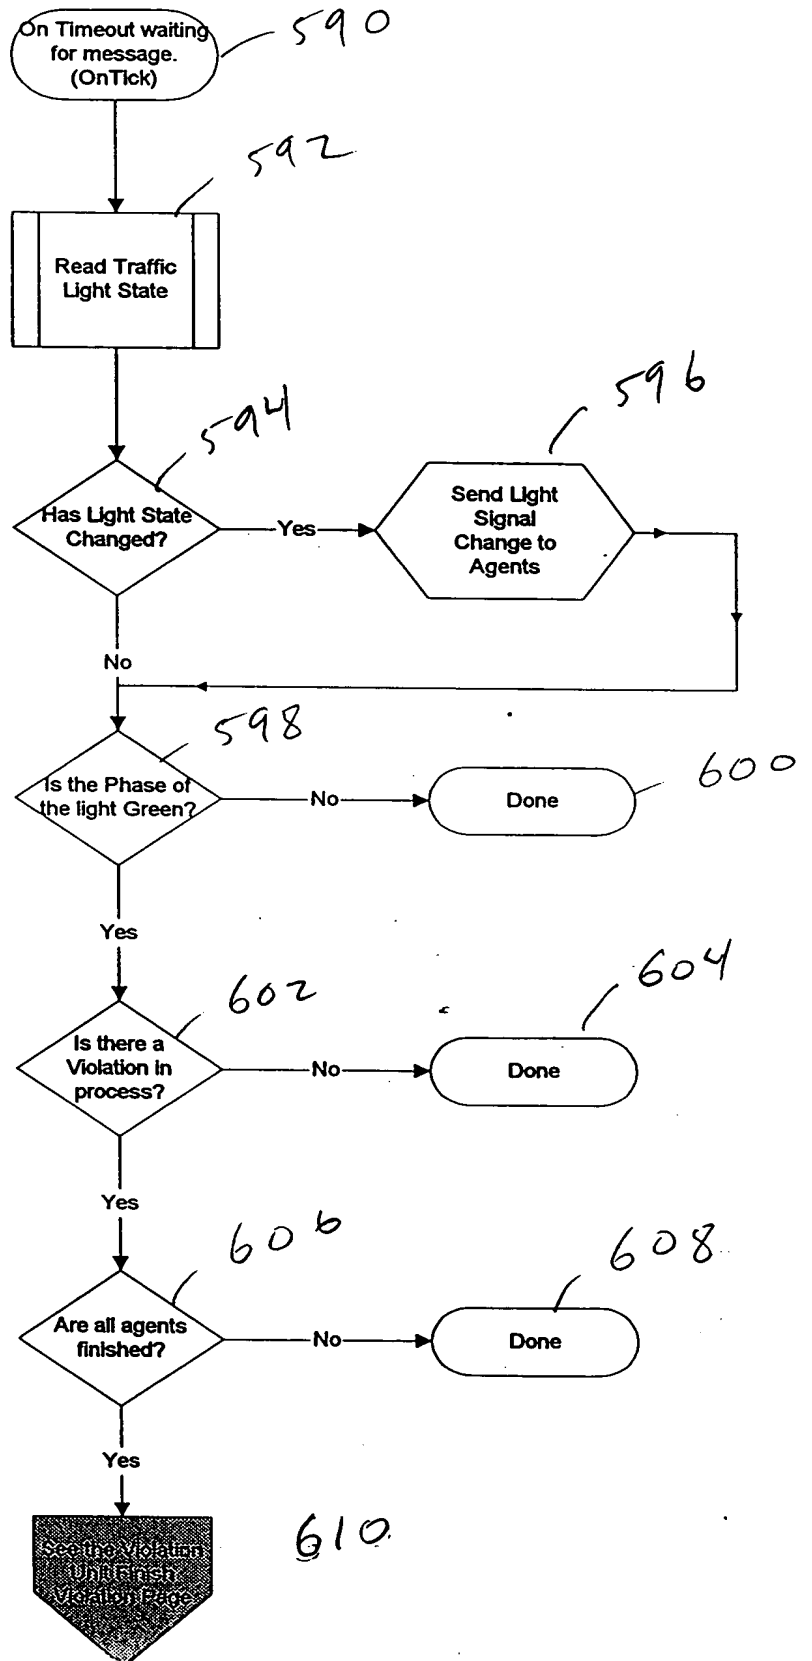 On Timeout waiting
for message.
(OnTick)
590
592
Read Traffic
Light State
594
596
Has Light State
Changed?
Yes
Send Light
Signal
Change to
Agents
No
598
600
Is the Phase of
the light Green?
No
Done
Yes
602
604
Is there a
Violation in
process?
No
Done
Yes
606
608
Are all agents
finished?
No
Done
Yes
610
See the Violation
Unit Finish
Violation Page